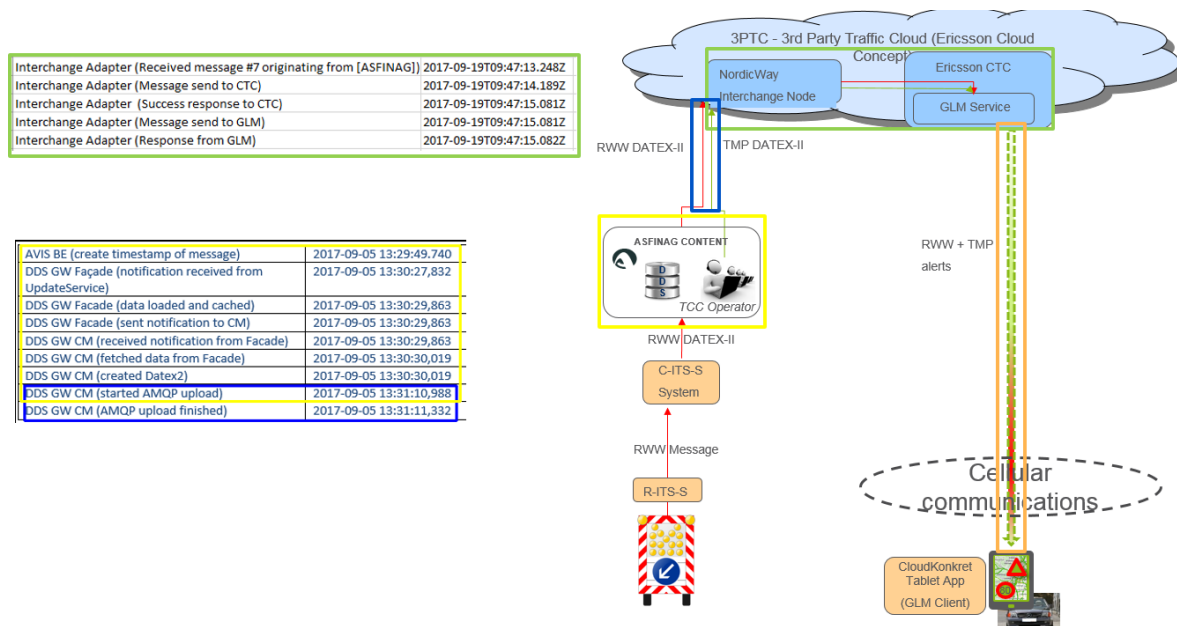 Interchange Adapter (Received message #7 originating from [ASFINAG]) 2017-09-19T09:47:13.248Z
Interchange Adapter (Message send to CTC) 2017-09-19T09:47:14.189Z
Interchange Adapter (Success response to CTC) 2017-09-19T09:47:15.081Z
Interchange Adapter (Message send to GLM) 2017-09-19T09:47:15.081Z
Interchange Adapter (Response from GLM) 2017-09-19T09:47:15.082Z
AVIS BE (create timestamp of message) 2017-09-05 13:29:49.740
DDS GW Façade (notification received from 2017-09-05 13:30:27,832
UpdateService)
DDS GW Facade (data loaded and cached) 2017-09-05 13:30:29,863
DDS GW Facade (sent notification to CM) 2017-09-05 13:30:29,863
DDS GW CM (received notification from Facade) 2017-09-05 13:30:29,863
DDS GW CM (fetched data from Facade) 2017-09-05 13:30:30,019
DDS GW CM (created Datex2) 2017-09-05 13:30:30,019
DDS GW CM (started AMQP upload) 2017-09-05 13:31:10,988
DDS GW CM (AMQP upload finished) 2017-09-05 13:31:11,332
3PTC - 3rd Party Traffic Cloud (Ericsson Cloud
Concept)
NordicWay
Interchange Node
Ericsson CTC
GLM Service
RWW DATEX-II
TMP DATEX-II
ASFINAG CONTENT
D
D
S
TCC Operator
RWW DATEX-II
C-ITS-S
System
RWW Message
R-ITS-S
RWW + TMP
alerts
Cellular
communications
CloudKonkret
Tablet App
(GLM Client)